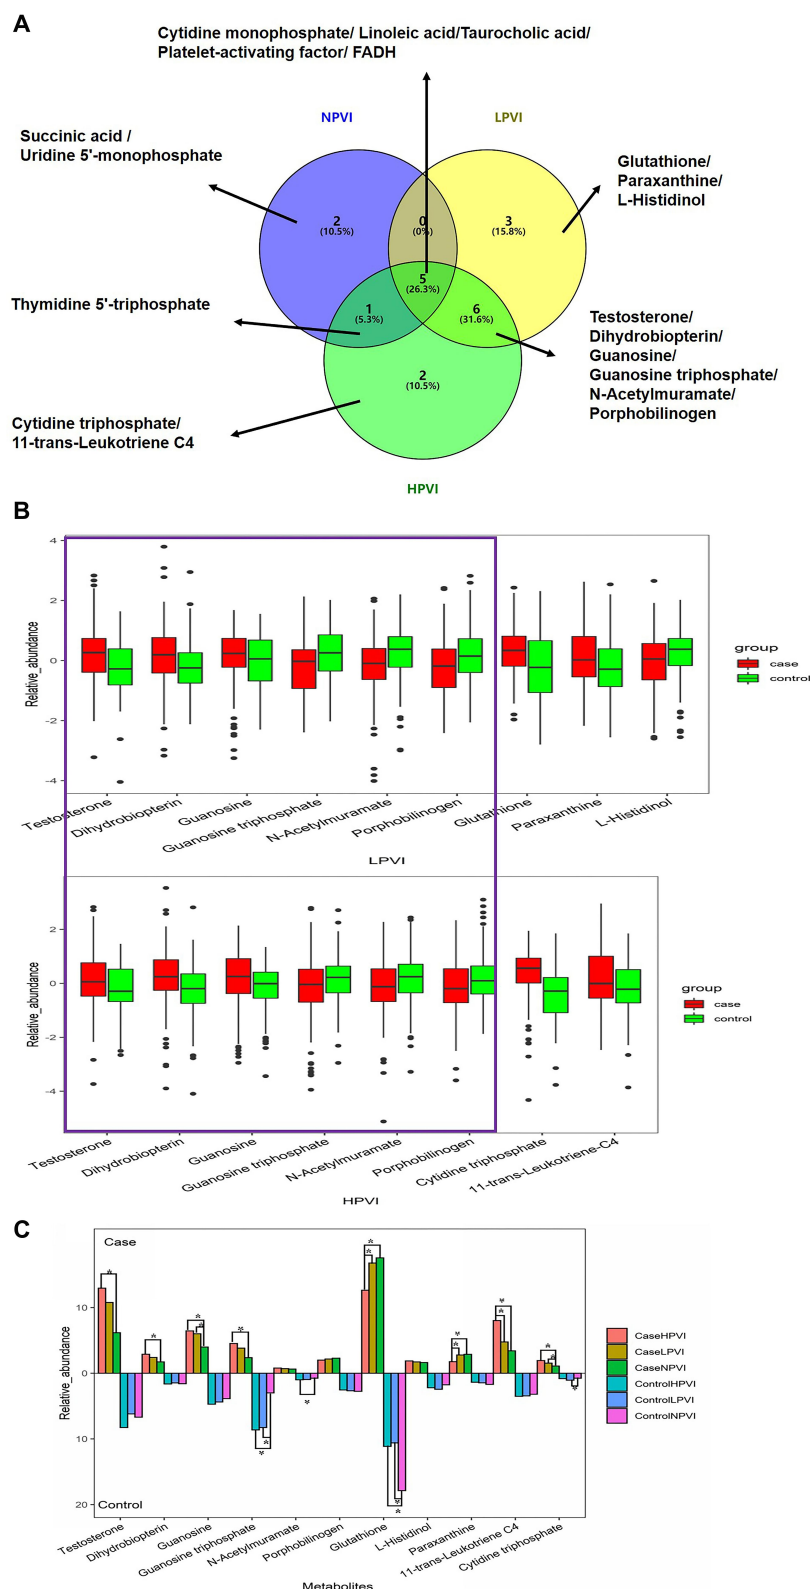 A
Cytidine monophosphate/ Linoleic acid/Taurocholic acid/
Platelet-activating factor/ FADH
NPVI
LPVI
Succinic acid /
Uridine 5'-monophosphate
Glutathione/
Paraxanthine/
L-Histidinol
2
(10.5%)
0
(0%)
3
(15.8%)
5
(26.3%)
Thymidine 5'-triphosphate
1
(5.3%)
6
(31.6%)
Testosterone/
Dihydrobiopterin/
Guanosine/
Guanosine triphosphate/
N-Acetylmuramate/
Porphobilinogen
2
(10.5%)
Cytidine triphosphate/
11-trans-Leukotriene C4
HPVI
B
4
2
0
-2
-4
Relative_abundance
group
case
control
Testosterone
Dihydrobiopterin
Guanosine
Guanosine triphosphate
N-Acetylmuramate
Porphobilinogen
Glutathione
Paraxanthine
L-Histidinol
LPVI
2
0
-2
-4
Relative_abundance
group
case
control
Testosterone
Dihydrobiopterin
Guanosine
Guanosine triphosphate
N-Acetylmuramate
Porphobilinogen
Cytidine triphosphate
11-trans-Leukotriene-C4
HPVI
C
Case
10
0
10
20
Relative_abundance
Control
CaseHPVI
CaseLPVI
CaseNPVI
ControlHPVI
ControlLPVI
ControlNPVI
Testosterone
Dihydrobiopterin
Guanosine
Guanosine triphosphate
N-Acetylmuramate
Porphobilinogen
Glutathione
L-Histidinol
Paraxanthine
11-trans-Leukotriene C4
Cytidine triphosphate
Metabolites